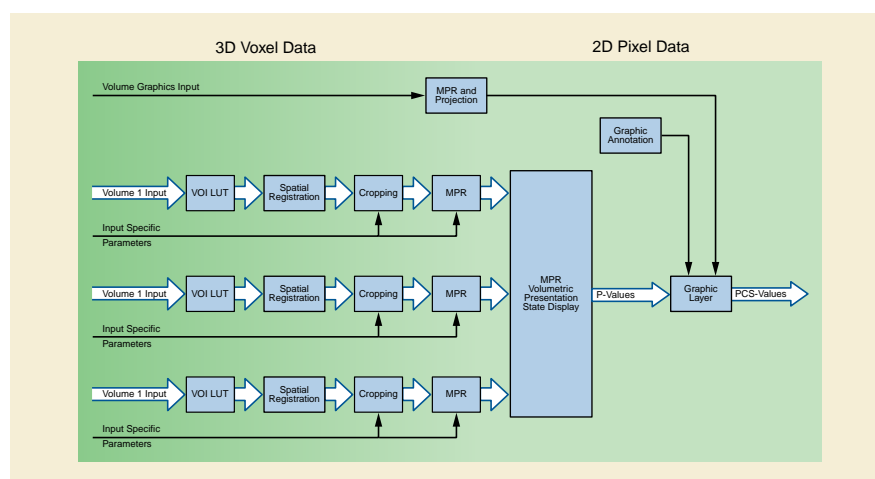 3D Voxel Data
2D Pixel Data
Volume Graphics Input
MPR and
Projection
Graphic
Annotation
Volume 1 Input
VOI LUT
Spatial
Registration
Cropping
MPR
Input Specific
Parameters
Volume 1 Input
VOI LUT
Spatial
Registration
Cropping
MPR
Input Specific
Parameters
Volume 1 Input
VOI LUT
Spatial
Registration
Cropping
MPR
Input Specific
Parameters
MPR
Volumetric
Presentation
State Display
P-Values
Graphic
Layer
PCS-Values